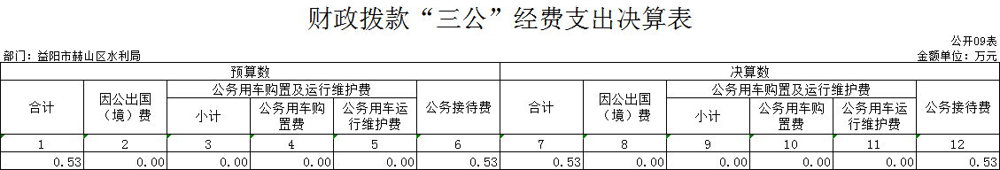 财政拨款“三公”经费支出决算表
公开09表
部门：益阳市赫山区水利局 金额单位：万元
预算数 决算数
合计 因公出国（境）费 公务用车购置及运行维护费 公务接待费 合计 因公出国（境）费 公务用车购置及运行维护费 公务接待费
小计 公务用车购置费 公务用车运行维护费 小计 公务用车购置费 公务用车运行维护费
1 2 3 4 5 6 7 8 9 10 11 12
0.53 0.00 0.00 0.00 0.00 0.53 0.53 0.00 0.00 0.00 0.00 0.53